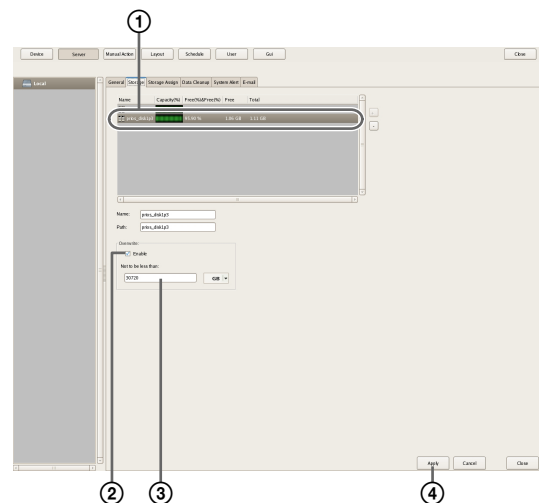 1
Device Server Manual Action Layout Schedule User Gui Close
Local
General Storage Storage Assign Data Cleanup System Alert E-mail
Name Capacity(%) Free(%)&Free(%) Free Total
Name:
Path:
Overwrite
Enable
Not to be less than:
30720 GB
Apply Cancel Close
2 3 4